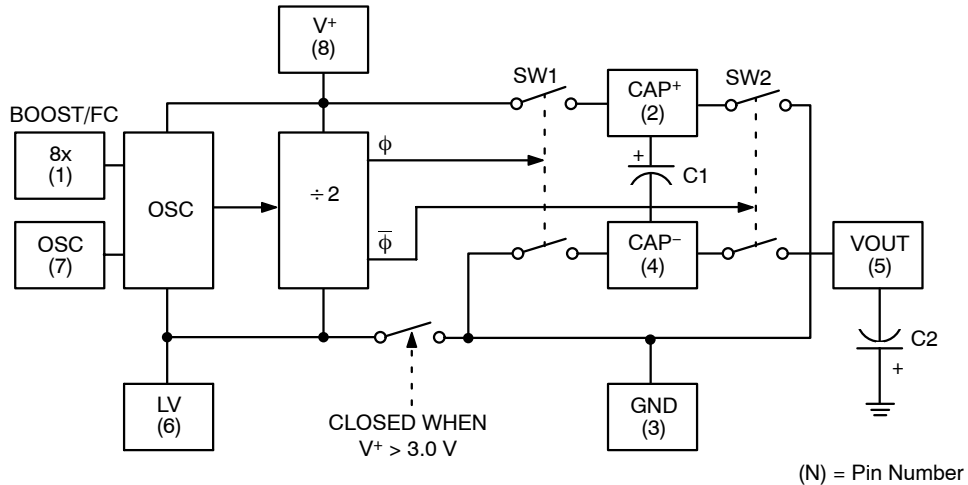 V+
(8)
SW1
CAP+
(2)
SW2
BOOST/FC
8x
(1)
OSC
÷2
ϕ
+
C1
OSC
(7)
ϕ̅
CAP−
(4)
VOUT
(5)
C2
+
LV
(6)
CLOSED WHEN
V+ > 3.0 V
GND
(3)
(N) = Pin Number